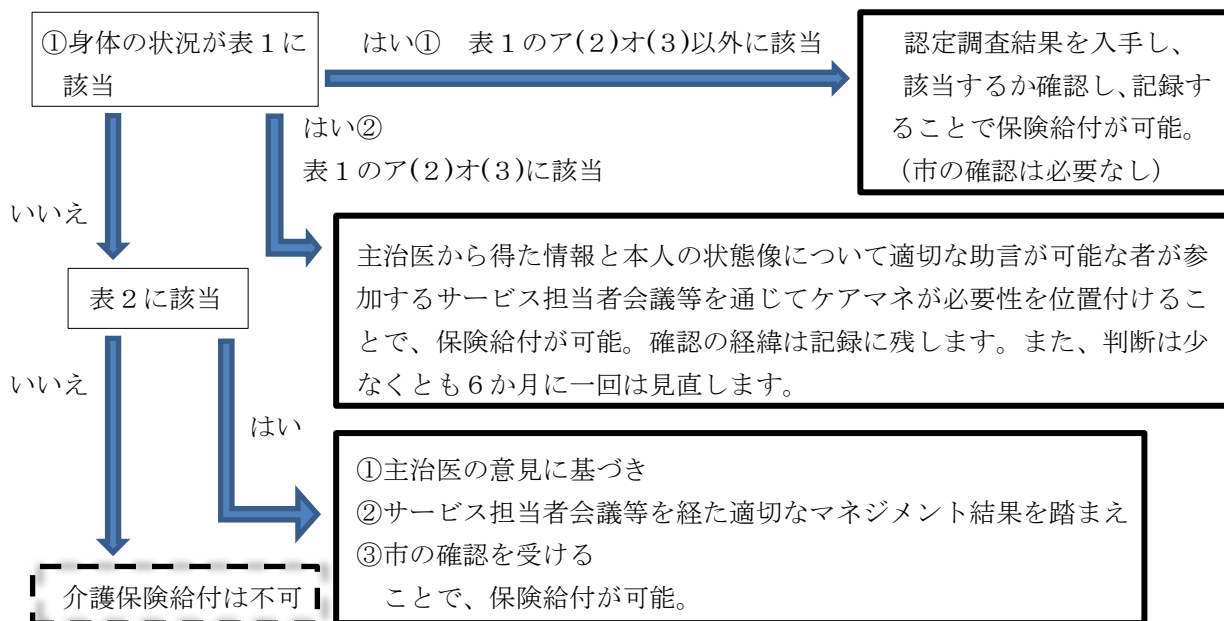 ①身体の状況が表1に
該当
はい① 表1のア(2)オ(3)以外に該当
認定調査結果を入手し、
該当するか確認し、記録す
ることで保険給付が可能。
(市の確認は必要なし)
はい②
表1のア(2)オ(3)に該当
いいえ
主治医から得た情報と本人の状態像について適切な助言が可能な者が参
加するサービス担当者会議等を通じてケアマネが必要性を位置付けるこ
とで、保険給付が可能。確認の経緯は記録に残します。また、判断は少
なくとも6か月に一回は見直します。
表2に該当
いいえ
はい
①主治医の意見に基づき
②サービス担当者会議等を経た適切なマネジメント結果を踏まえ
③市の確認を受ける
ことで、保険給付が可能。
介護保険給付は不可